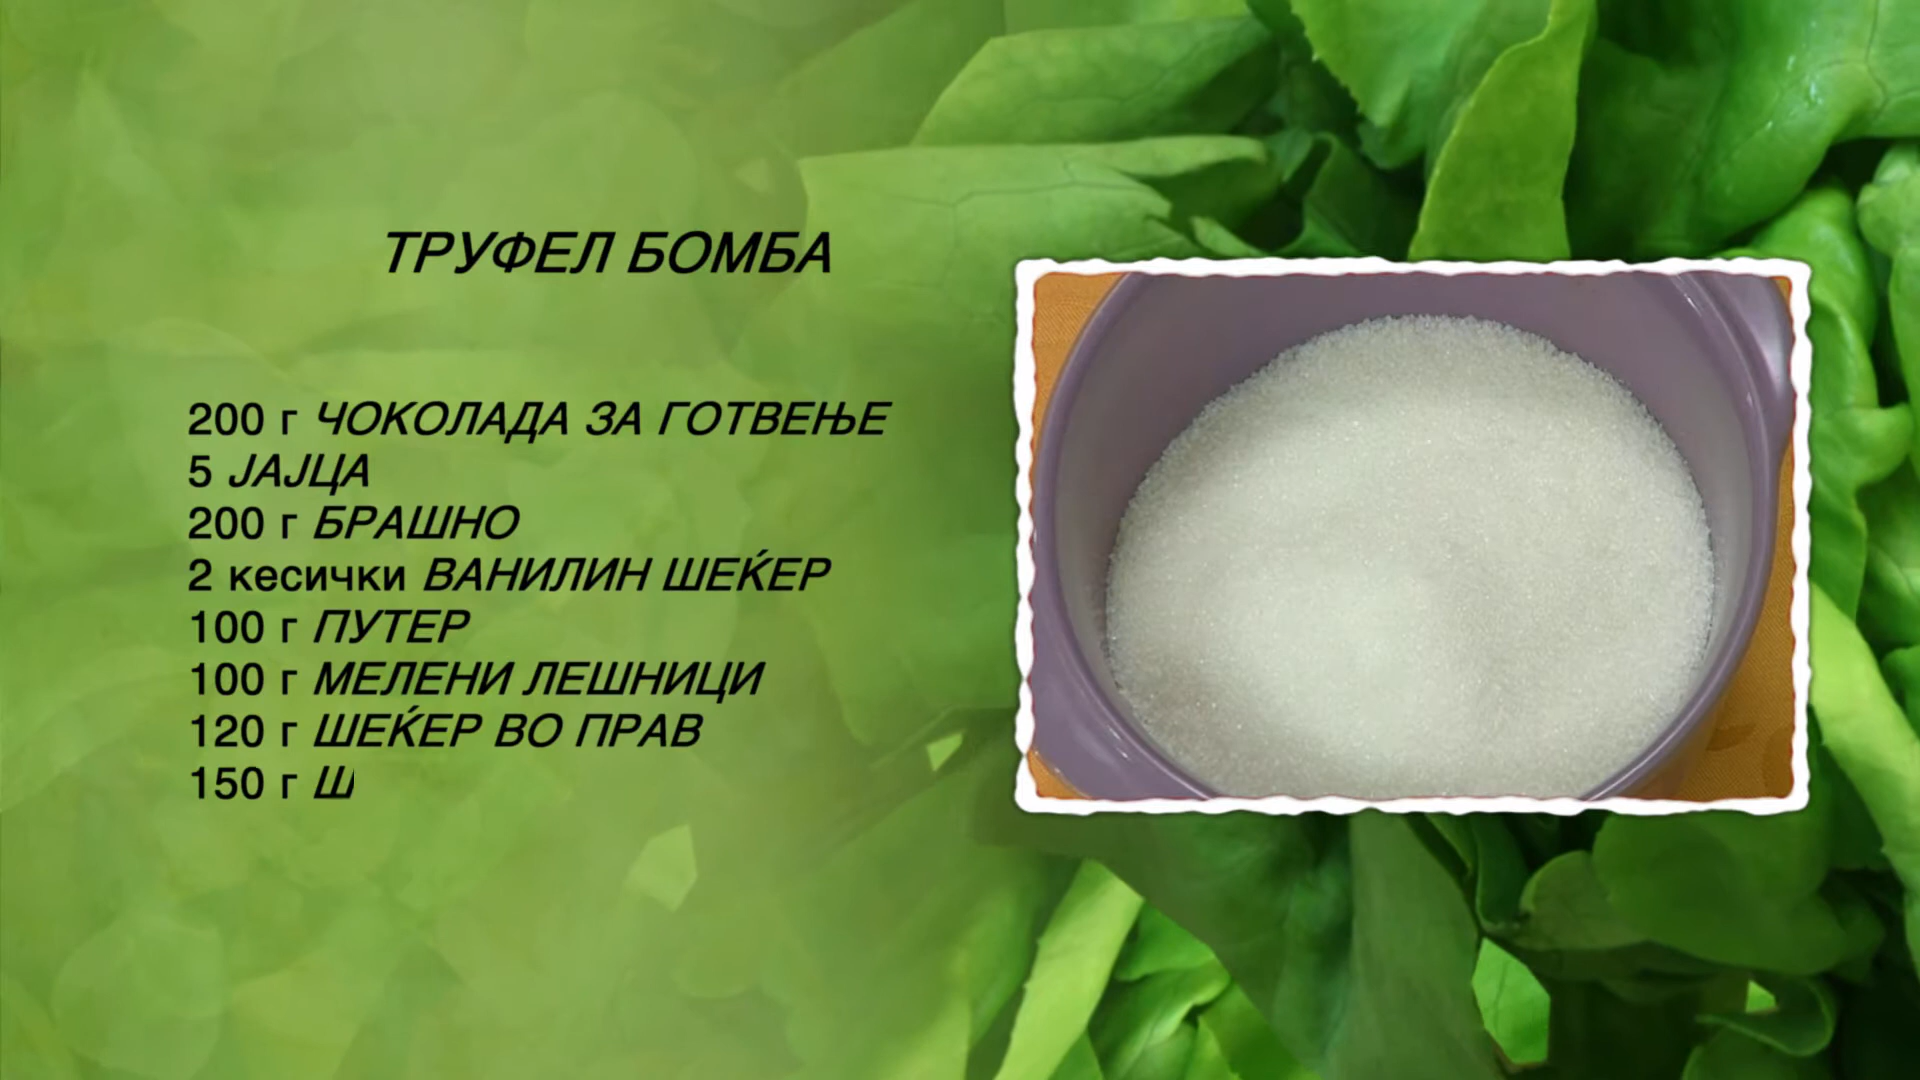 ТРУФЕЛ БОМБА
200 г ЧОКОЛАДА ЗА ГОТВЕЊЕ
5 ЈАЈЦА
200 г БРАШНО
2 кесички ВАНИЛИН ШЕЌЕР
100 г ПУТЕР
100 г МЕЛЕНИ ЛЕШНИЦИ
120 г ШЕЌЕР ВО ПРАВ
150 г Ш